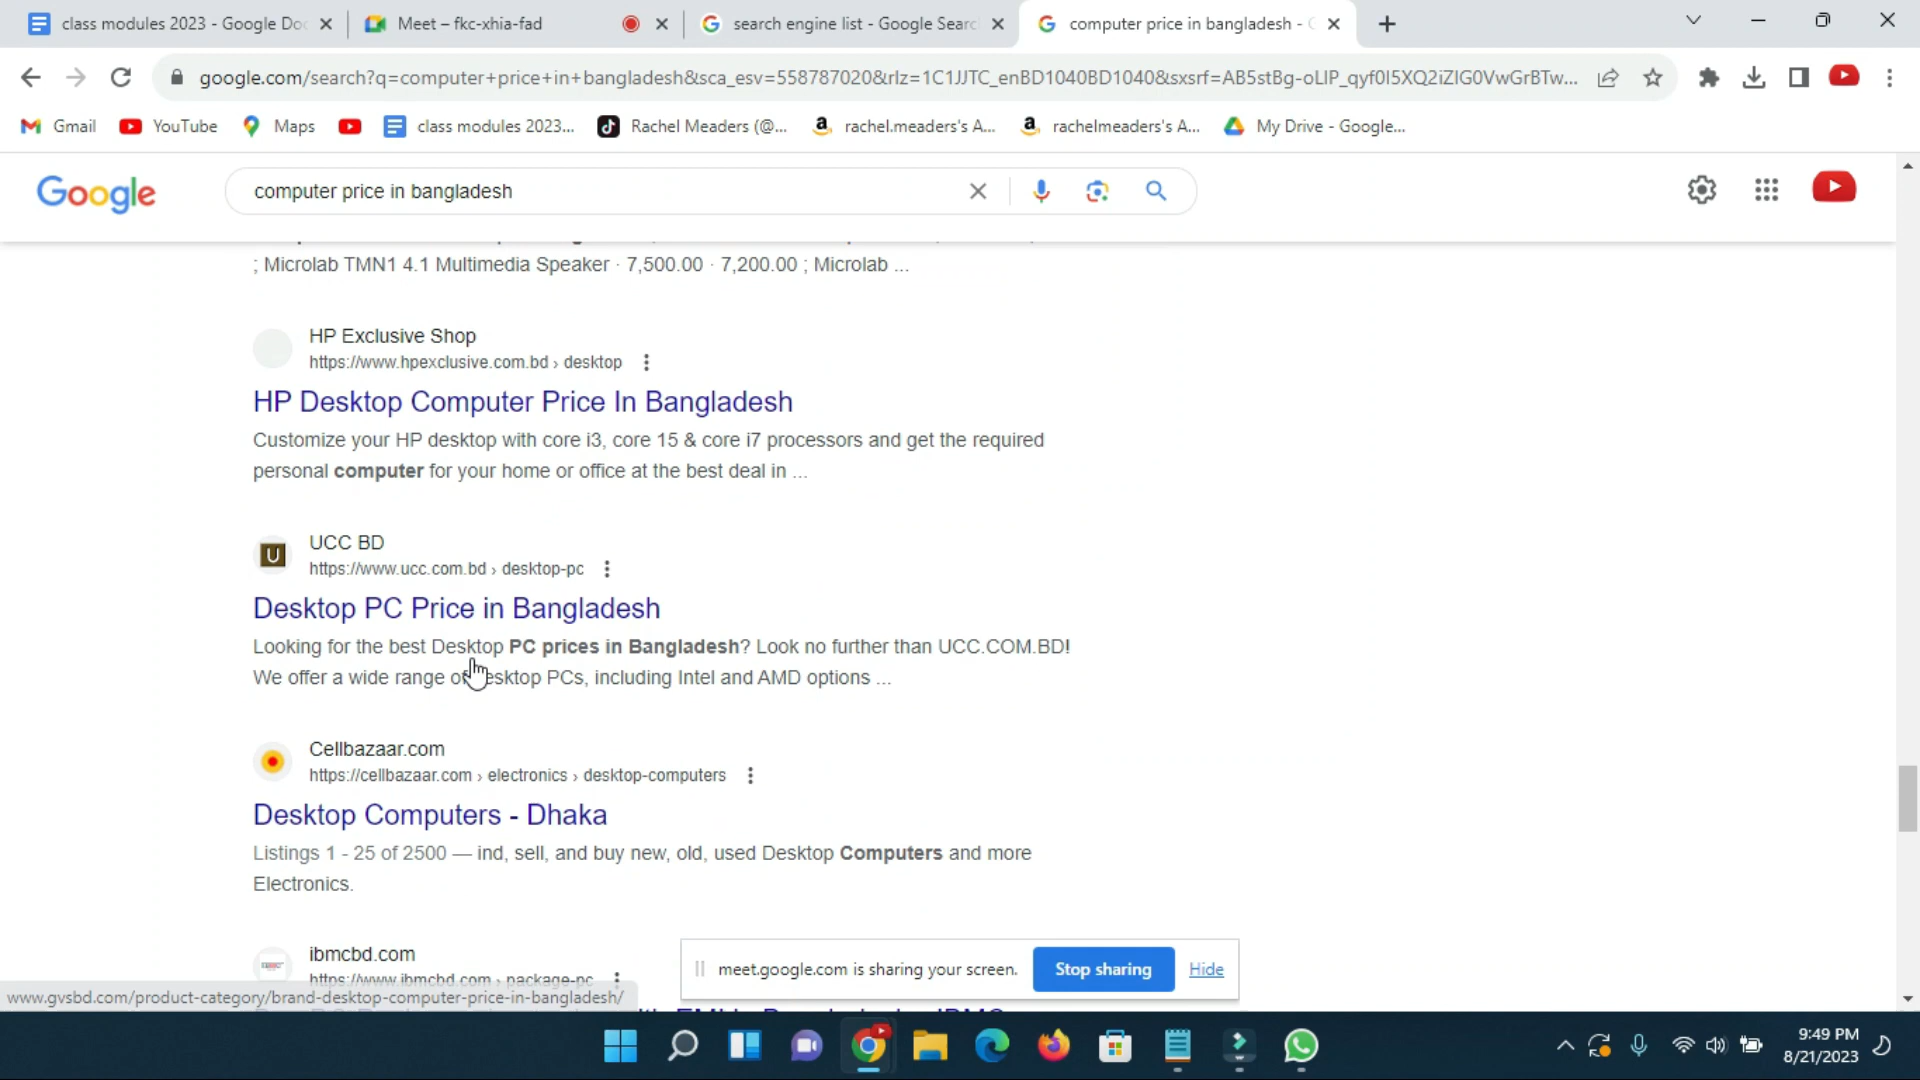 class modules 2023 - Google Doc
Meet – fkc-xhia-fad
search engine list - Google Searc
computer price in bangladesh -
google.com/search?q=computer+price+in+bangladesh&sca_esv=558787020&rlz=1C1JJTC_enBD1040BD1040&sxsrf=AB5stBg-oLIP_qyf0I5XQ2iZIG0VwGrBTw...
Gmail
YouTube
Maps
class modules 2023...
Rachel Meaders (@...
rachel.meaders's A...
rachelmeaders's A...
My Drive - Google...
Google
computer price in bangladesh
; Microlab TMN1 4.1 Multimedia Speaker · 7,500.00 · 7,200.00 ; Microlab ...
HP Exclusive Shop
https://www.hpexclusive.com.bd › desktop
HP Desktop Computer Price In Bangladesh
Customize your HP desktop with core i3, core 15 & core i7 processors and get the required
personal computer for your home or office at the best deal in ...
U
UCC BD
https://www.ucc.com.bd › desktop-pc
Desktop PC Price in Bangladesh
Looking for the best Desktop PC prices in Bangladesh? Look no further than UCC.COM.BD!
We offer a wide range of desktop PCs, including Intel and AMD options ...
Cellbazaar.com
https://cellbazaar.com › electronics › desktop-computers
Desktop Computers - Dhaka
Listings 1 - 25 of 2500 — ind, sell, and buy new, old, used Desktop Computers and more
Electronics.
ibmcbd.com
https://www.ibmcbd.com › package-pc
meet.google.com is sharing your screen.
Stop sharing
Hide
www.gvsbd.com/product-category/brand-desktop-computer-price-in-bangladesh/
9:49 PM
8/21/2023